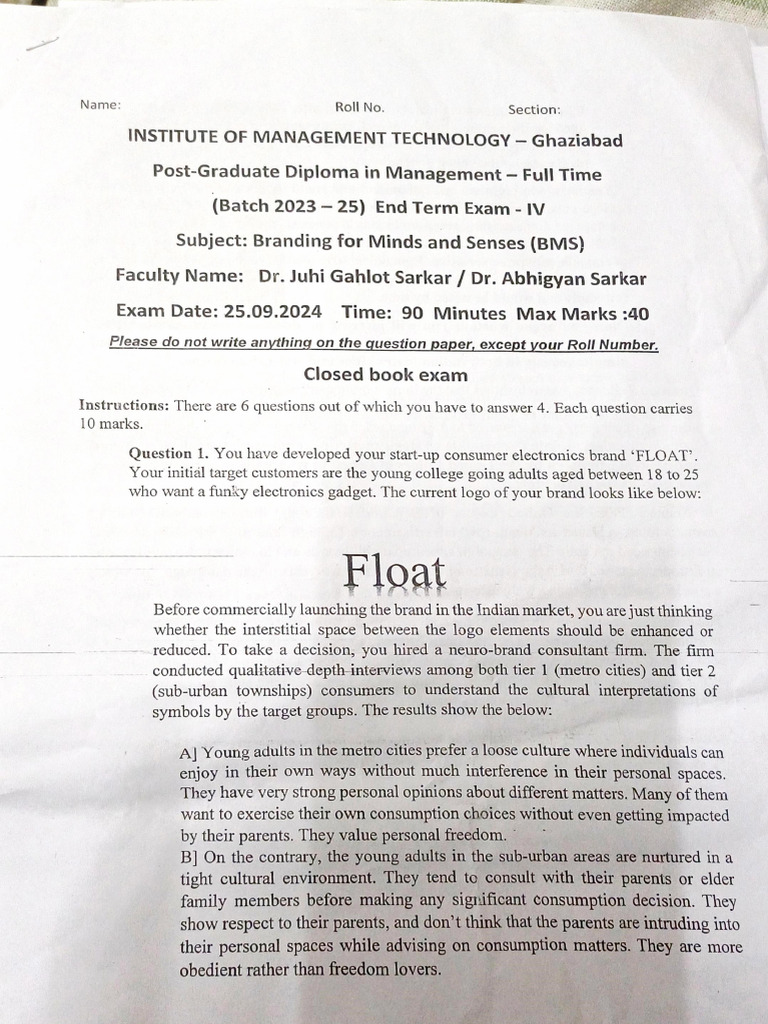 Name: Roll No. Section:
INSTITUTE OF MANAGEMENT TECHNOLOGY – Ghaziabad
Post-Graduate Diploma in Management – Full Time
(Batch 2023 – 25) End Term Exam - IV
Subject: Branding for Minds and Senses (BMS)
Faculty Name: Dr. Juhi Gahlot Sarkar / Dr. Abhigyan Sarkar
Exam Date: 25.09.2024 Time: 90 Minutes Max Marks :40
Please do not write anything on the question paper, except your Roll Number.
Closed book exam
Instructions: There are 6 questions out of which you have to answer 4. Each question carries
10 marks.
Question 1. You have developed your start-up consumer electronics brand ‘FLOAT’.
Your initial target customers are the young college going adults aged between 18 to 25
who want a funky electronics gadget. The current logo of your brand looks like below:
Float
Before commercially launching the brand in the Indian market, you are just thinking
whether the interstitial space between the logo elements should be enhanced or
reduced. To take a decision, you hired a neuro-brand consultant firm. The firm
conducted qualitative depth interviews among both tier 1 (metro cities) and tier 2
(sub-urban townships) consumers to understand the cultural interpretations of
symbols by the target groups. The results show the below:
A] Young adults in the metro cities prefer a loose culture where individuals can
enjoy in their own ways without much interference in their personal spaces.
They have very strong personal opinions about different matters. Many of them
want to exercise their own consumption choices without even getting impacted
by their parents. They value personal freedom.
B] On the contrary, the young adults in the sub-urban areas are nurtured in a
tight cultural environment. They tend to consult with their parents or elder
family members before making any significant consumption decision. They
show respect to their parents, and don’t think that the parents are intruding into
their personal spaces while advising on consumption matters. They are more
obedient rather than freedom lovers.